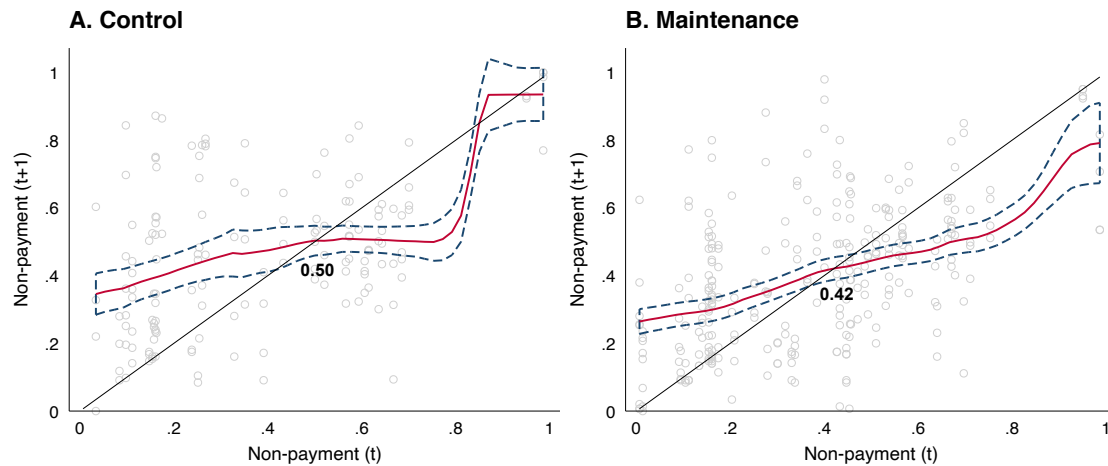 A. Control
Non-payment (t+1)
1
.8
.6
.4
.2
0
0.50
0 .2 .4 .6 .8 1
Non-payment (t)
B. Maintenance
Non-payment (t+1)
1
.8
.6
.4
.2
0
0.42
0 .2 .4 .6 .8 1
Non-payment (t)